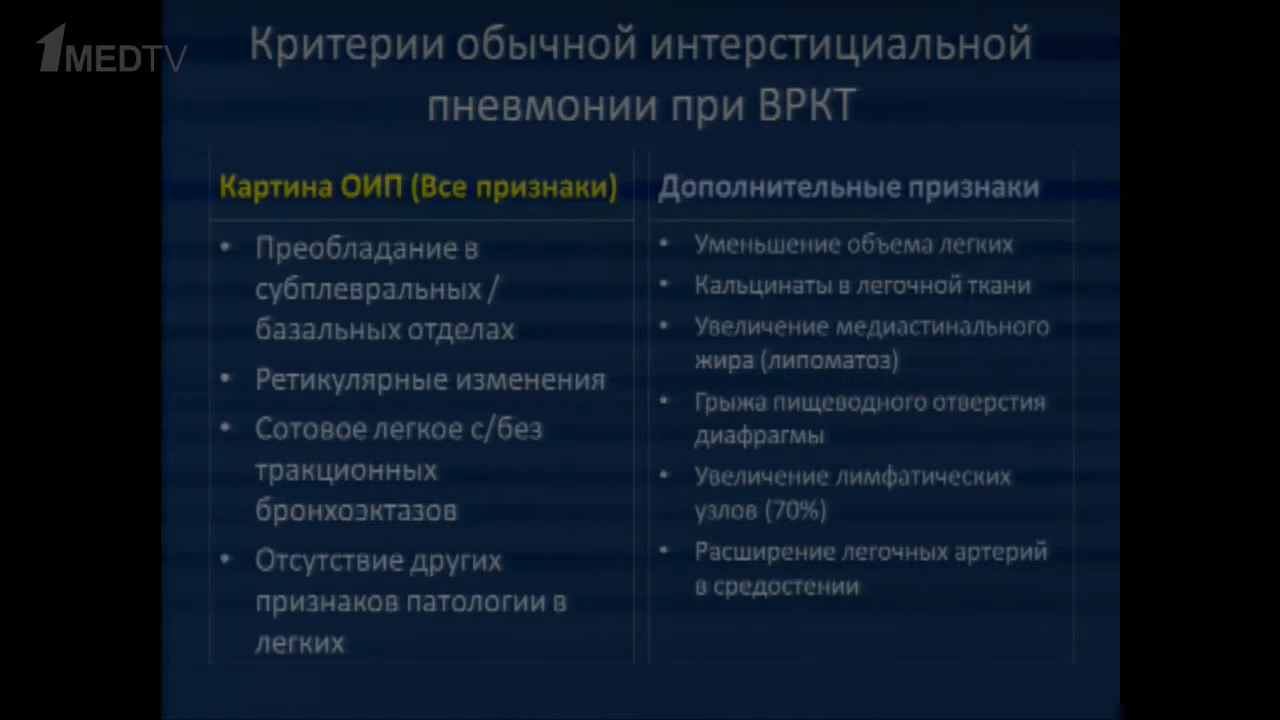 1MEDTV
Критерии обычной интерстициальной
пневмонии при ВРКТ
Картина ОИП (Все признаки)
• Преобладание в
субплевральных /
базальных отделах
• Ретикулярные изменения
• Сотовое легкое с/без
тракционных
бронхоэктазов
• Отсутствие других
признаков патологии в
легких
Дополнительные признаки
• Уменьшение объема легких
• Кальцинаты в легочной ткани
• Увеличение медиастинального
жира (липоматоз)
• Грыжа пищеводного отверстия
диафрагмы
• Увеличение лимфатических
узлов (70%)
• Расширение легочных артерий
в средостении